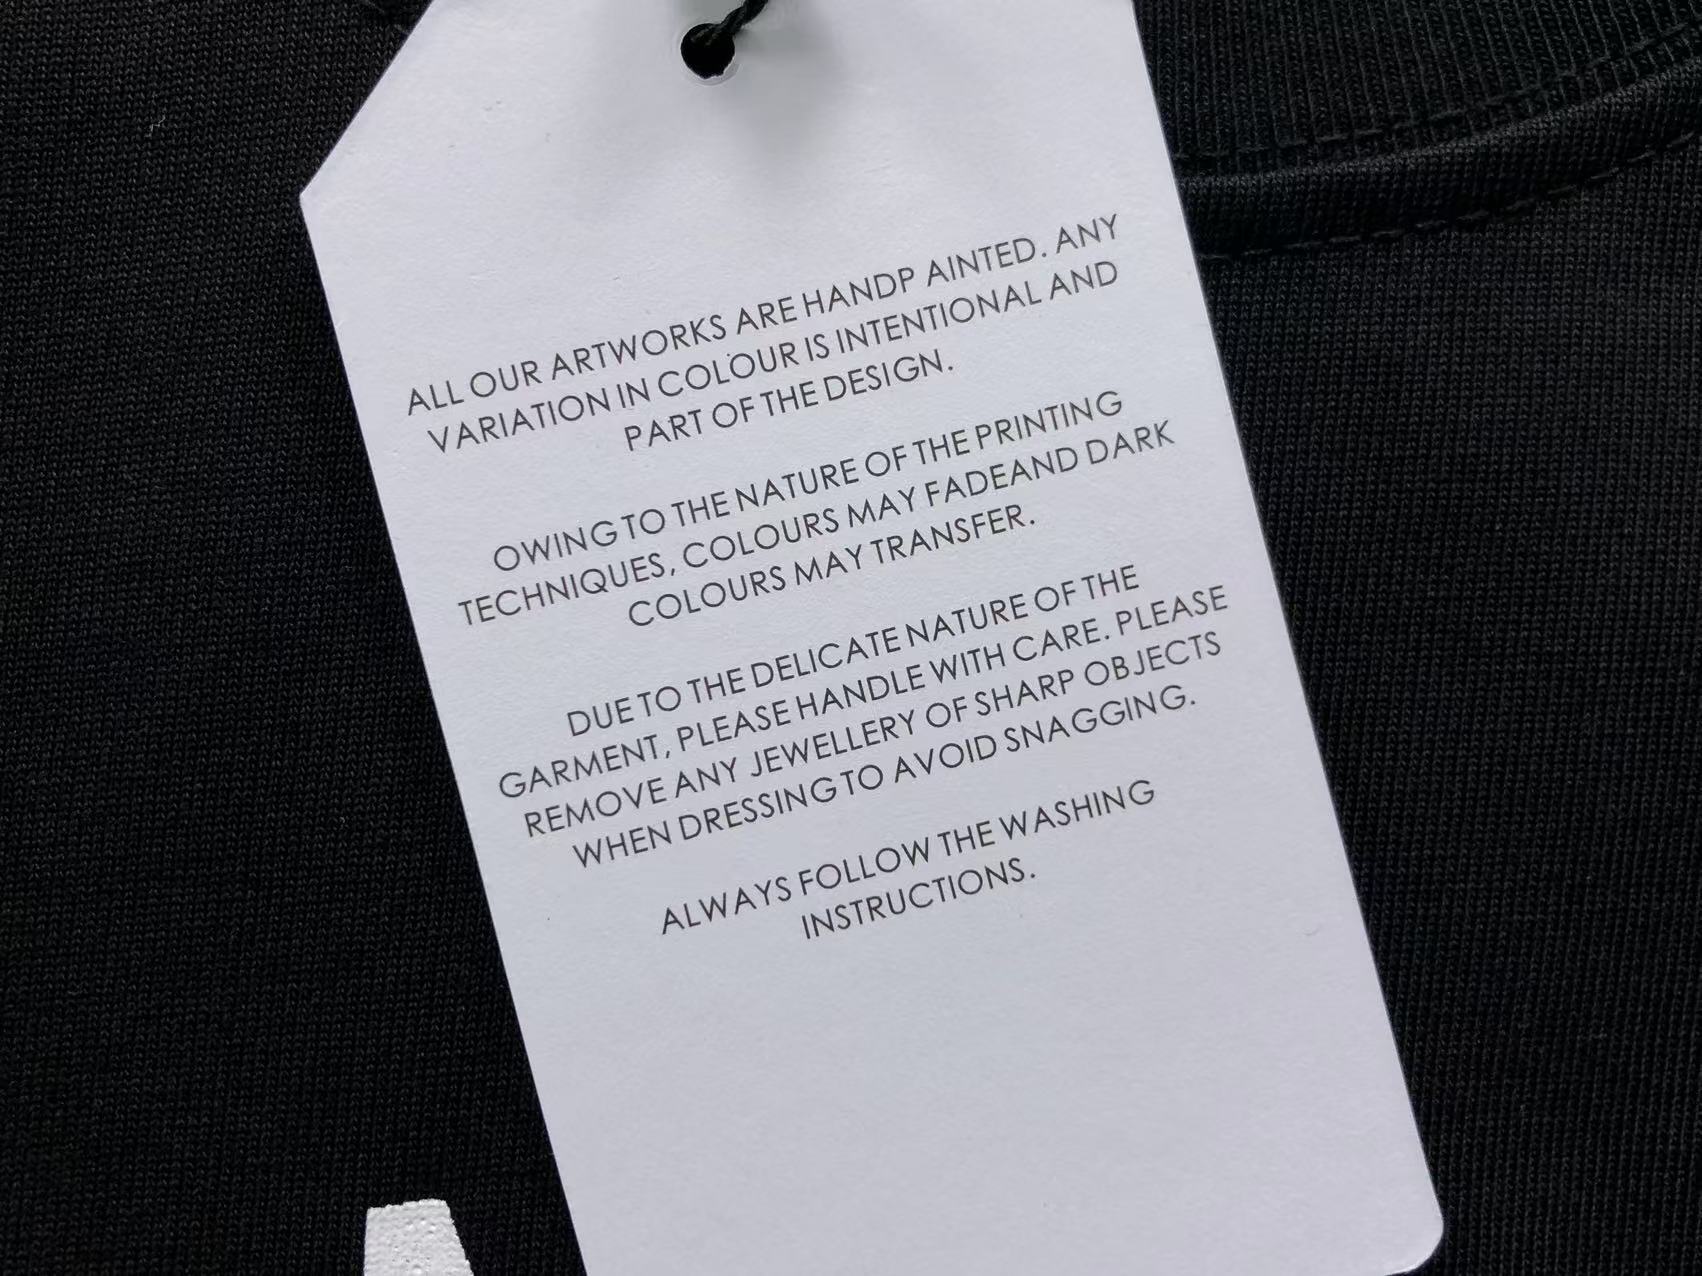 ALL OUR ARTWORKS ARE HANDP AINTED. ANY
VARIATION IN COLOUR IS INTENTIONAL AND
PART OF THE DESIGN.
OWING TO THE NATURE OF THE PRINTING
TECHNIQUES, COLOURS MAY FADEAND DARK
COLOURS MAY TRANSFER.
DUE TO THE DELICATE NATURE OF THE
GARMENT, PLEASE HANDLE WITH CARE. PLEASE
REMOVE ANY JEWELLERY OF SHARP OBJECTS
WHEN DRESSING TO AVOID SNAGGING.
ALWAYS FOLLOW THE WASHING
INSTRUCTIONS.